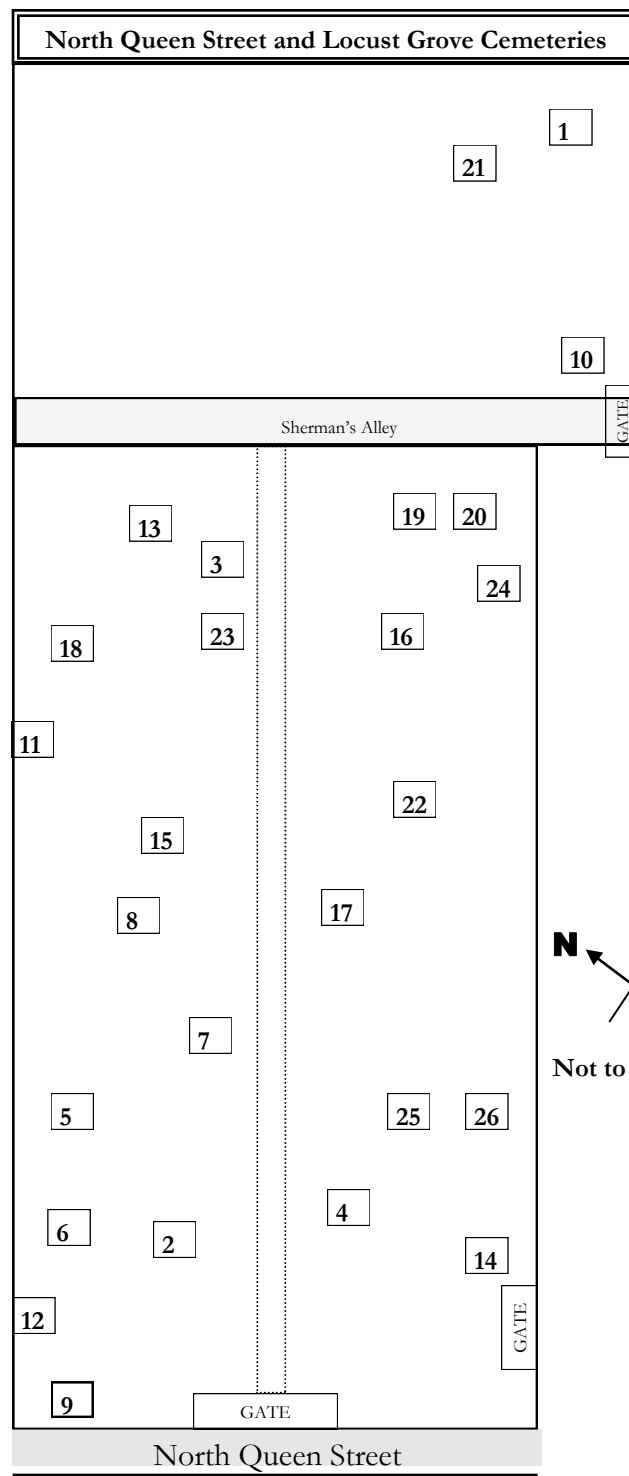 North Queen Street and Locust Grove Cemeteries
1
21
10
GATE
Sherman's Alley
19 20
13
3
24
23 16
18
11
22
15
17
8
N
7
Not to
5 25 26
4
6
2
14
12
GATE
9
GATE
North Queen Street